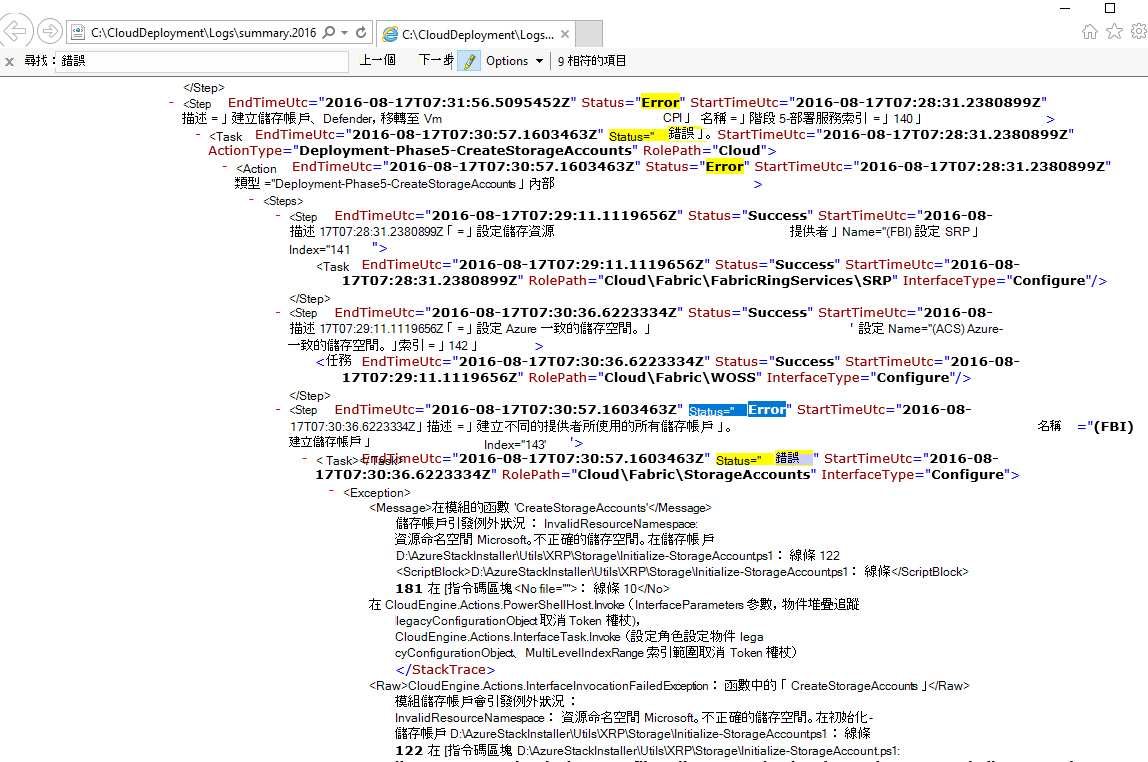 C:\CloudDeployment\Logs\summary.2016
C:\CloudDeployment\Logs...
尋找：錯誤 上一個 下一步 Options 9 相符的項目
</Step>
- <Step EndTimeUtc="2016-08-17T07:31:56.5095452Z" Status="Error" StartTimeUtc="2016-08-17T07:28:31.2380899Z"
描述 =」建立儲存帳戶、Defender，移轉至 Vm CPI」 名稱 =」階段 5-部署服務索引 =」140」 >
- <Task EndTimeUtc="2016-08-17T07:30:57.1603463Z" Status=" 錯誤」。StartTimeUtc="2016-08-17T07:28:31.2380899Z"
ActionType="Deployment-Phase5-CreateStorageAccounts" RolePath="Cloud">
- <Action EndTimeUtc="2016-08-17T07:30:57.1603463Z" Status="Error" StartTimeUtc="2016-08-17T07:28:31.2380899Z"
類型 ="Deployment-Phase5-CreateStorageAccounts」內部 >
- <Steps>
- <Step EndTimeUtc="2016-08-17T07:29:11.1119656Z" Status="Success" StartTimeUtc="2016-08-
描述 17T07:28:31.2380899Z「 =」設定儲存資源 提供者」Name="(FBI) 設定 SRP」
Index="141 ">
<Task EndTimeUtc="2016-08-17T07:29:11.1119656Z" Status="Success" StartTimeUtc="2016-08-
17T07:28:31.2380899Z" RolePath="Cloud\Fabric\FabricRingServices\SRP" InterfaceType="Configure"/>
</Step>
- <Step EndTimeUtc="2016-08-17T07:30:36.6223334Z" Status="Success" StartTimeUtc="2016-08-
描述 17T07:29:11.1119656Z「 =」設定 Azure 一致的儲存空間。」 ' 設定 Name="(ACS) Azure-
一致的儲存空間。」索引 =」142」 >
<任務 EndTimeUtc="2016-08-17T07:30:36.6223334Z" Status="Success" StartTimeUtc="2016-08-
17T07:29:11.1119656Z" RolePath="Cloud\Fabric\WOSS" InterfaceType="Configure"/>
</Step>
- <Step EndTimeUtc="2016-08-17T07:30:57.1603463Z" Status=" Error" StartTimeUtc="2016-08-
17T07:30:36.6223334Z」描述 =」建立不同的提供者所使用的所有儲存帳戶」。 名稱 ="(FBI)
建立儲存帳戶」 Index="143' '>
- < Task></Task> EndTimeUtc="2016-08-17T07:30:57.1603463Z" Status=" 錯誤 " StartTimeUtc="2016-08-
17T07:30:36.6223334Z" RolePath="Cloud\Fabric\StorageAccounts" InterfaceType="Configure">
- <Exception>
<Message>在模組的函數 'CreateStorageAccounts'</Message>
儲存帳戶引發例外狀況： InvalidResourceNamespace:
資源命名空間 Microsoft。不正確的儲存空間。在儲存帳戶
D:\AzureStackInstaller\Utils\XRP\Storage\Initialize-StorageAccount.ps1： 線條 122
<ScriptBlock>D:\AzureStackInstaller\Utils\XRP\Storage\Initialize-StorageAccount.ps1： 線條</ScriptBlock>
181 在 [指令碼區塊<No file="">： 線條 10</No>
在 CloudEngine.Actions.PowerShellHost.Invoke（InterfaceParameters 參數，物件堆疊追蹤
legacyConfigurationObject 取消 Token 權杖)，
CloudEngine.Actions.InterfaceTask.Invoke（設定角色設定物件 lega
cyConfigurationObject、MultiLevelIndexRange 索引範圍取消 Token 權杖）
</StackTrace>
<Raw>CloudEngine.Actions.InterfaceInvocationFailedException： 函數中的「 CreateStorageAccounts」</Raw>
模組儲存帳戶會引發例外狀況：
InvalidResourceNamespace： 資源命名空間 Microsoft。不正確的儲存空間。在初始化-
儲存帳戶 D:\AzureStackInstaller\Utils\XRP\Storage\Initialize-StorageAccount.ps1： 線條
122 在 [指令碼區塊 D:\AzureStackInstaller\Utils\XRP\Storage\Initialize-StorageAccount.ps1: